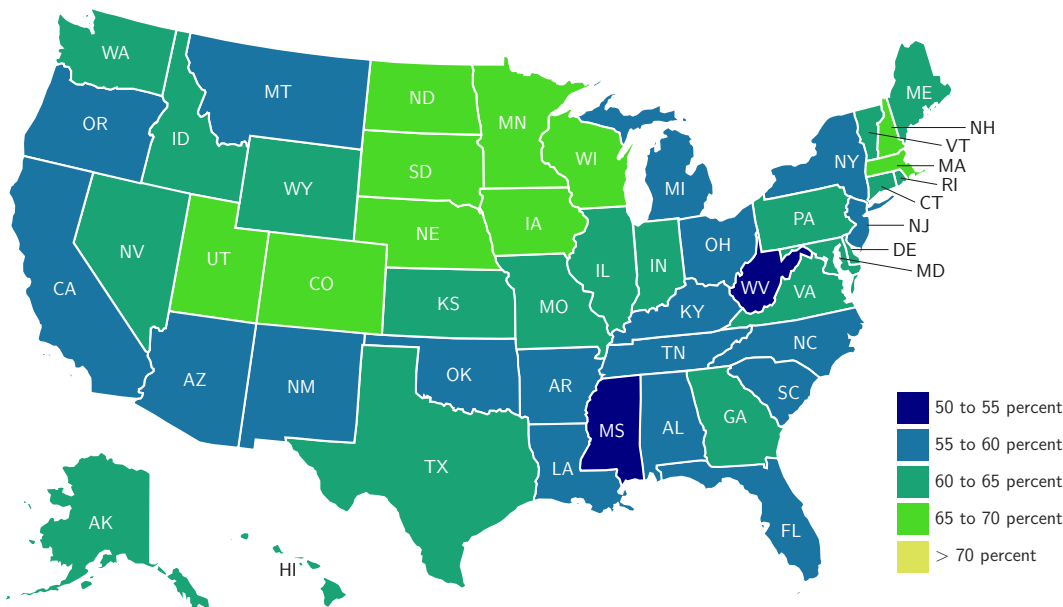 WA
ME
MT
ND
OR
MN
NH
ID
VT
NY
WI
MA
SD
RI
WY
MI
CT
PA
NE
IA
NJ
NV
OH
UT
DE
IL
IN
MD
CO
CA
WV
VA
KS
MO
KY
NC
TN
AZ
OK
NM
AR
SC
50 to 55 percent
GA
MS
AL
55 to 60 percent
TX
LA
60 to 65 percent
AK
65 to 70 percent
FL
> 70 percent
HI